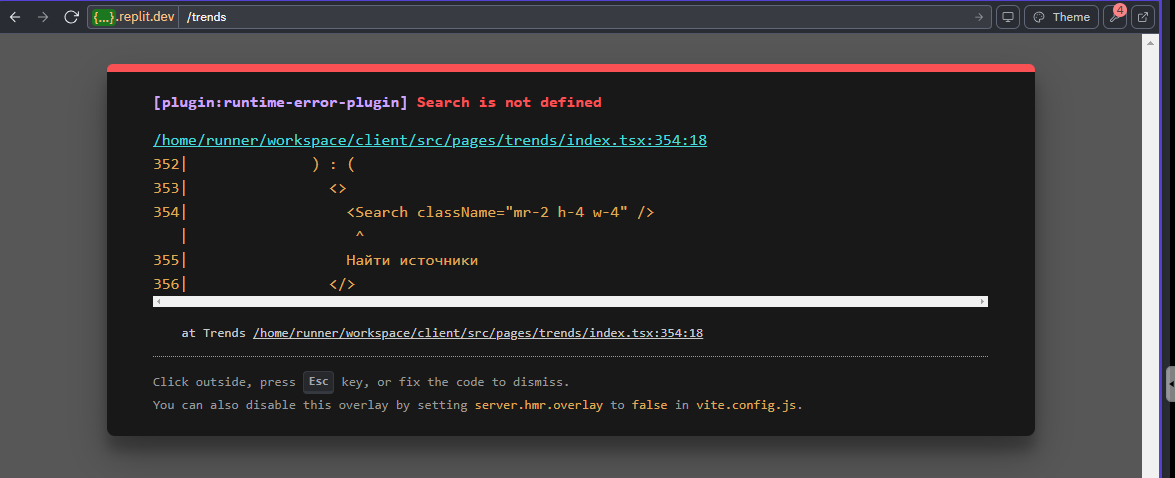 {...}.replit.dev /trends Theme 4
[plugin:runtime-error-plugin] Search is not defined
/home/runner/workspace/client/src/pages/trends/index.tsx:354:18
352| ) : (
353| <>
354| <Search className="mr-2 h-4 w-4" />
| ^
355| Найти источники
356| </>
at Trends /home/runner/workspace/client/src/pages/trends/index.tsx:354:18
Click outside, press Esc key, or fix the code to dismiss.
You can also disable this overlay by setting server.hmr.overlay to false in vite.config.js.